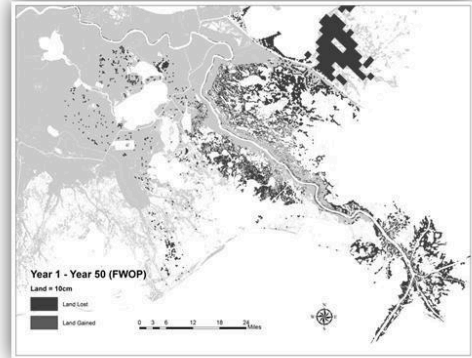 Year 1 - Year 50 (FWOP)
Land = 10cm
Land Lost
Land Gained
0 3 6 12 18 24
Miles